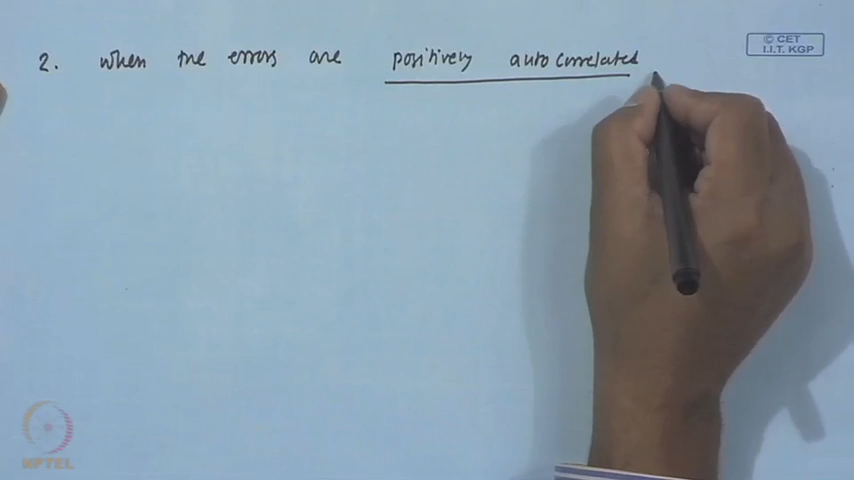 2. when the errors are positively autocorrelated
© CET
I.I.T. KGP
NPTEL